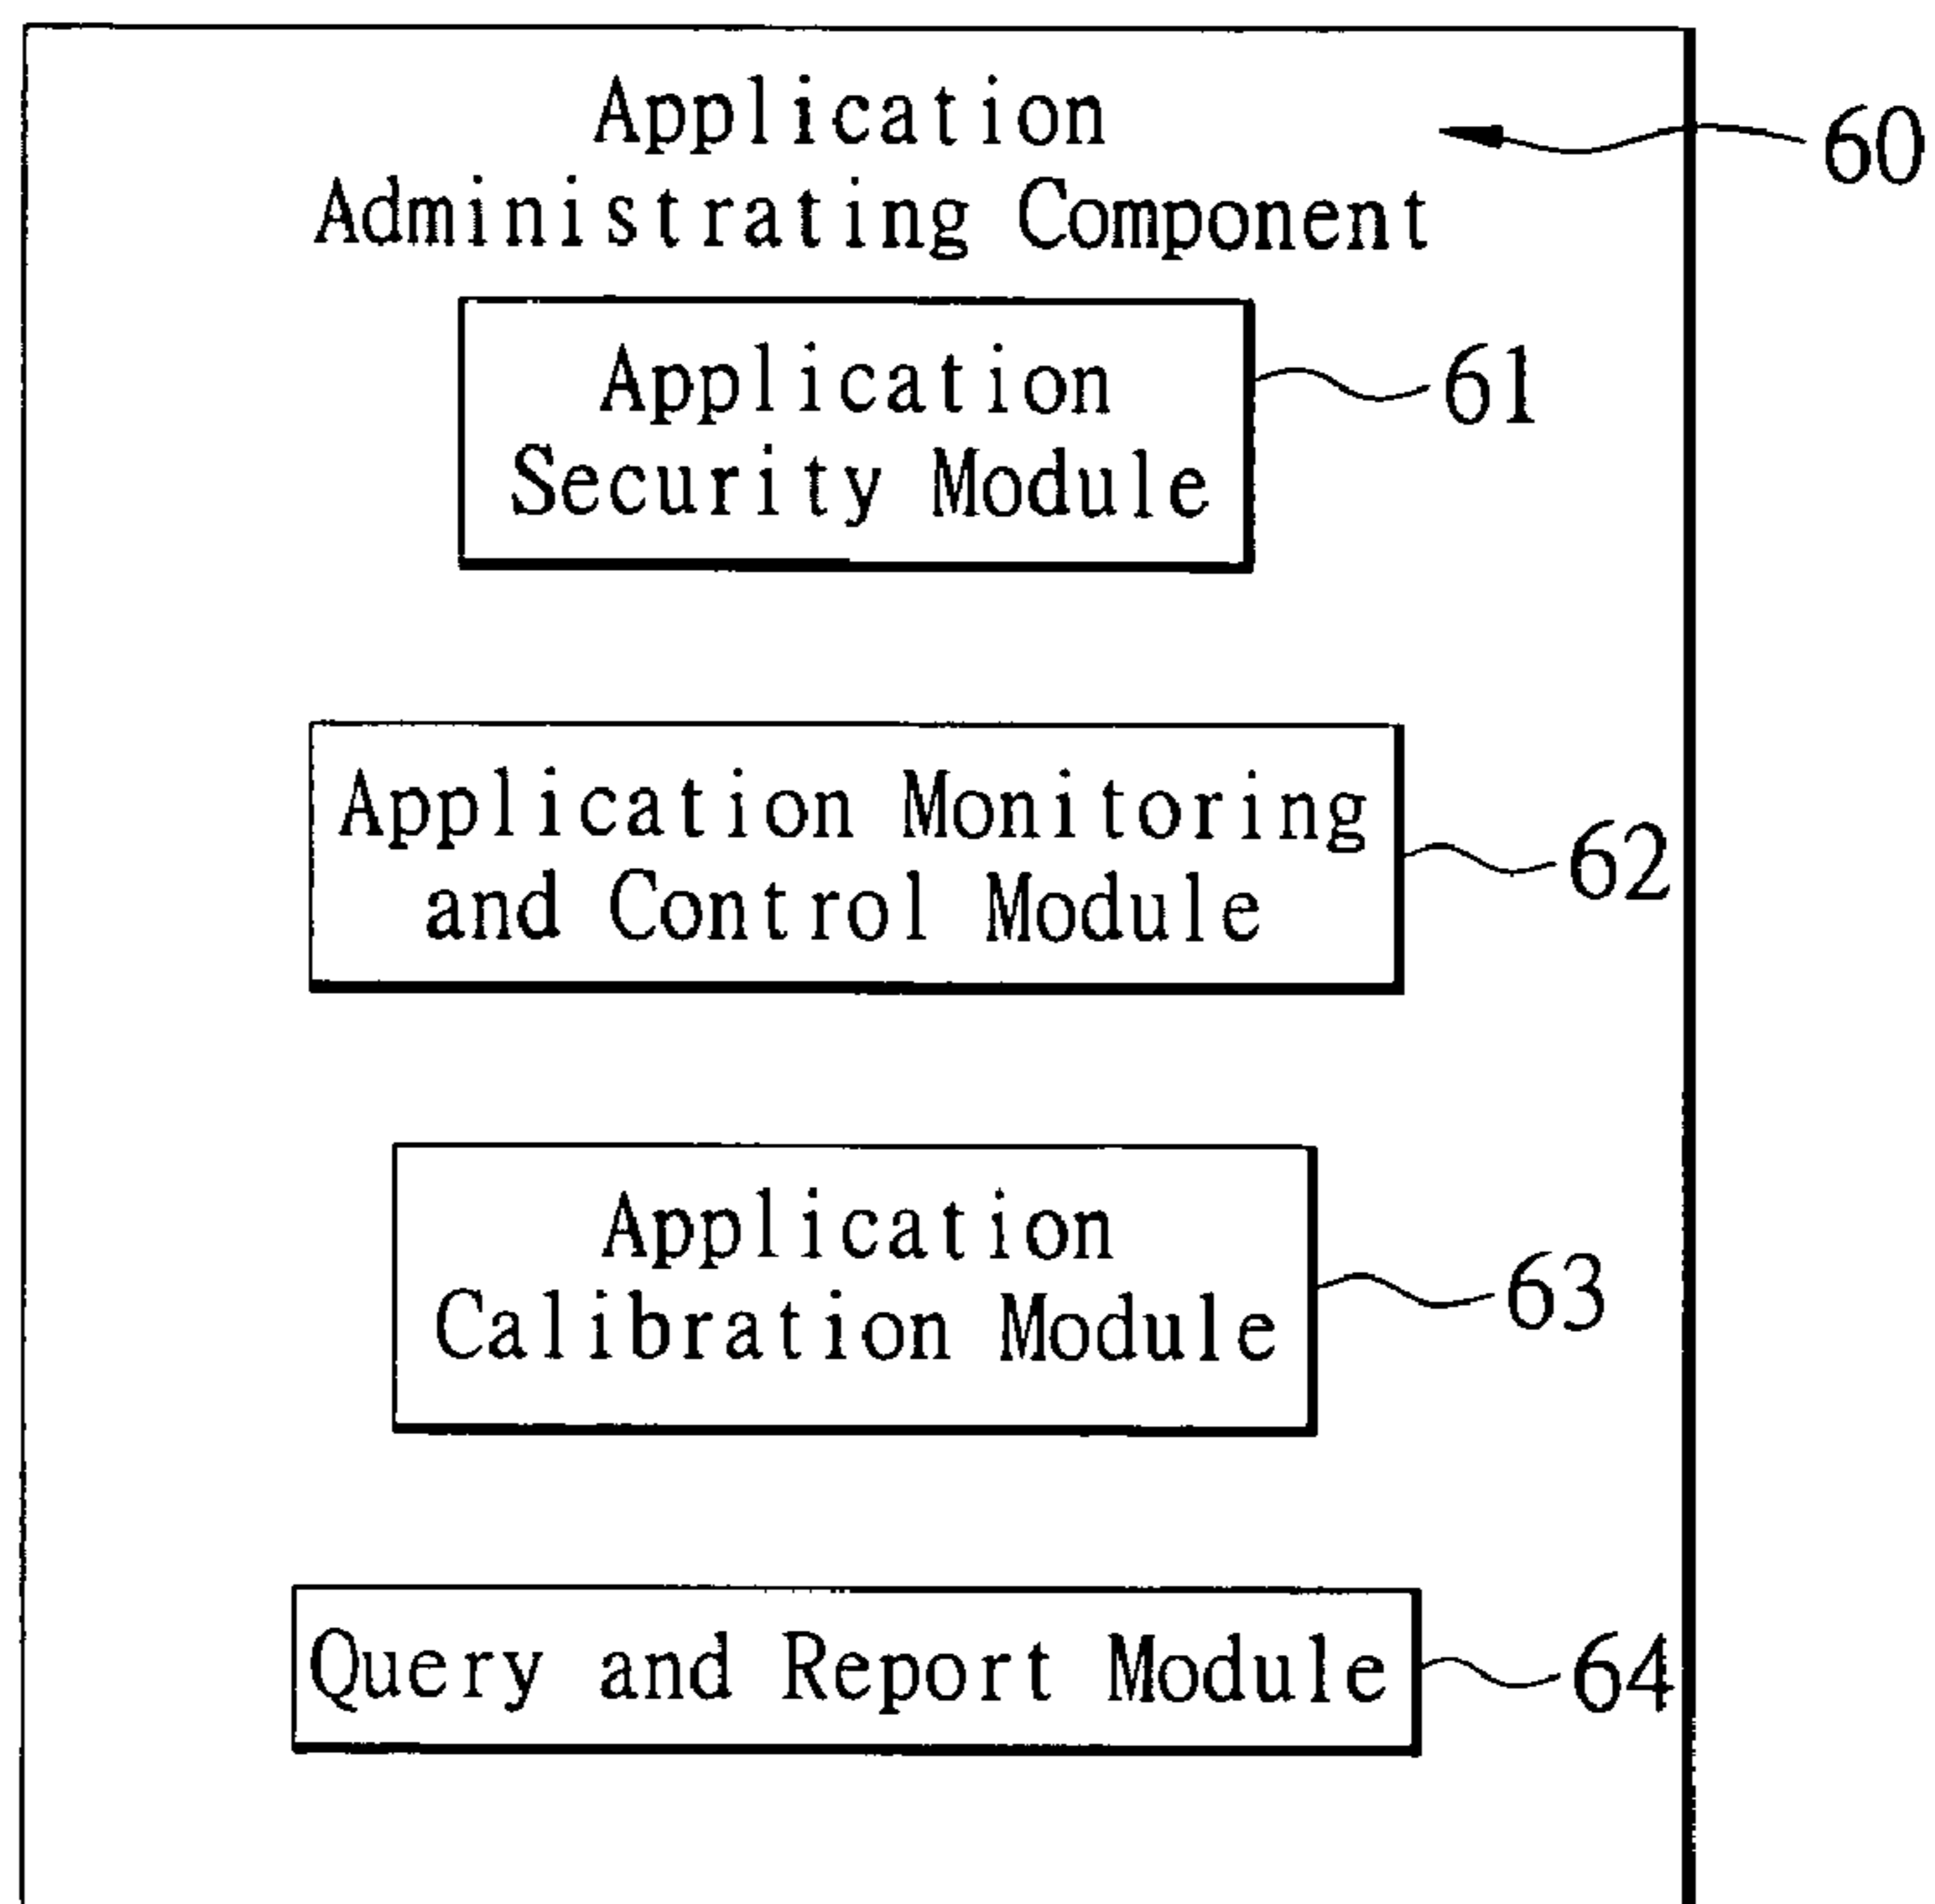 Application
Administrating Component
60
Application
Security Module
61
Application Monitoring
and Control Module
62
Application
Calibration Module
63
Query and Report Module
64